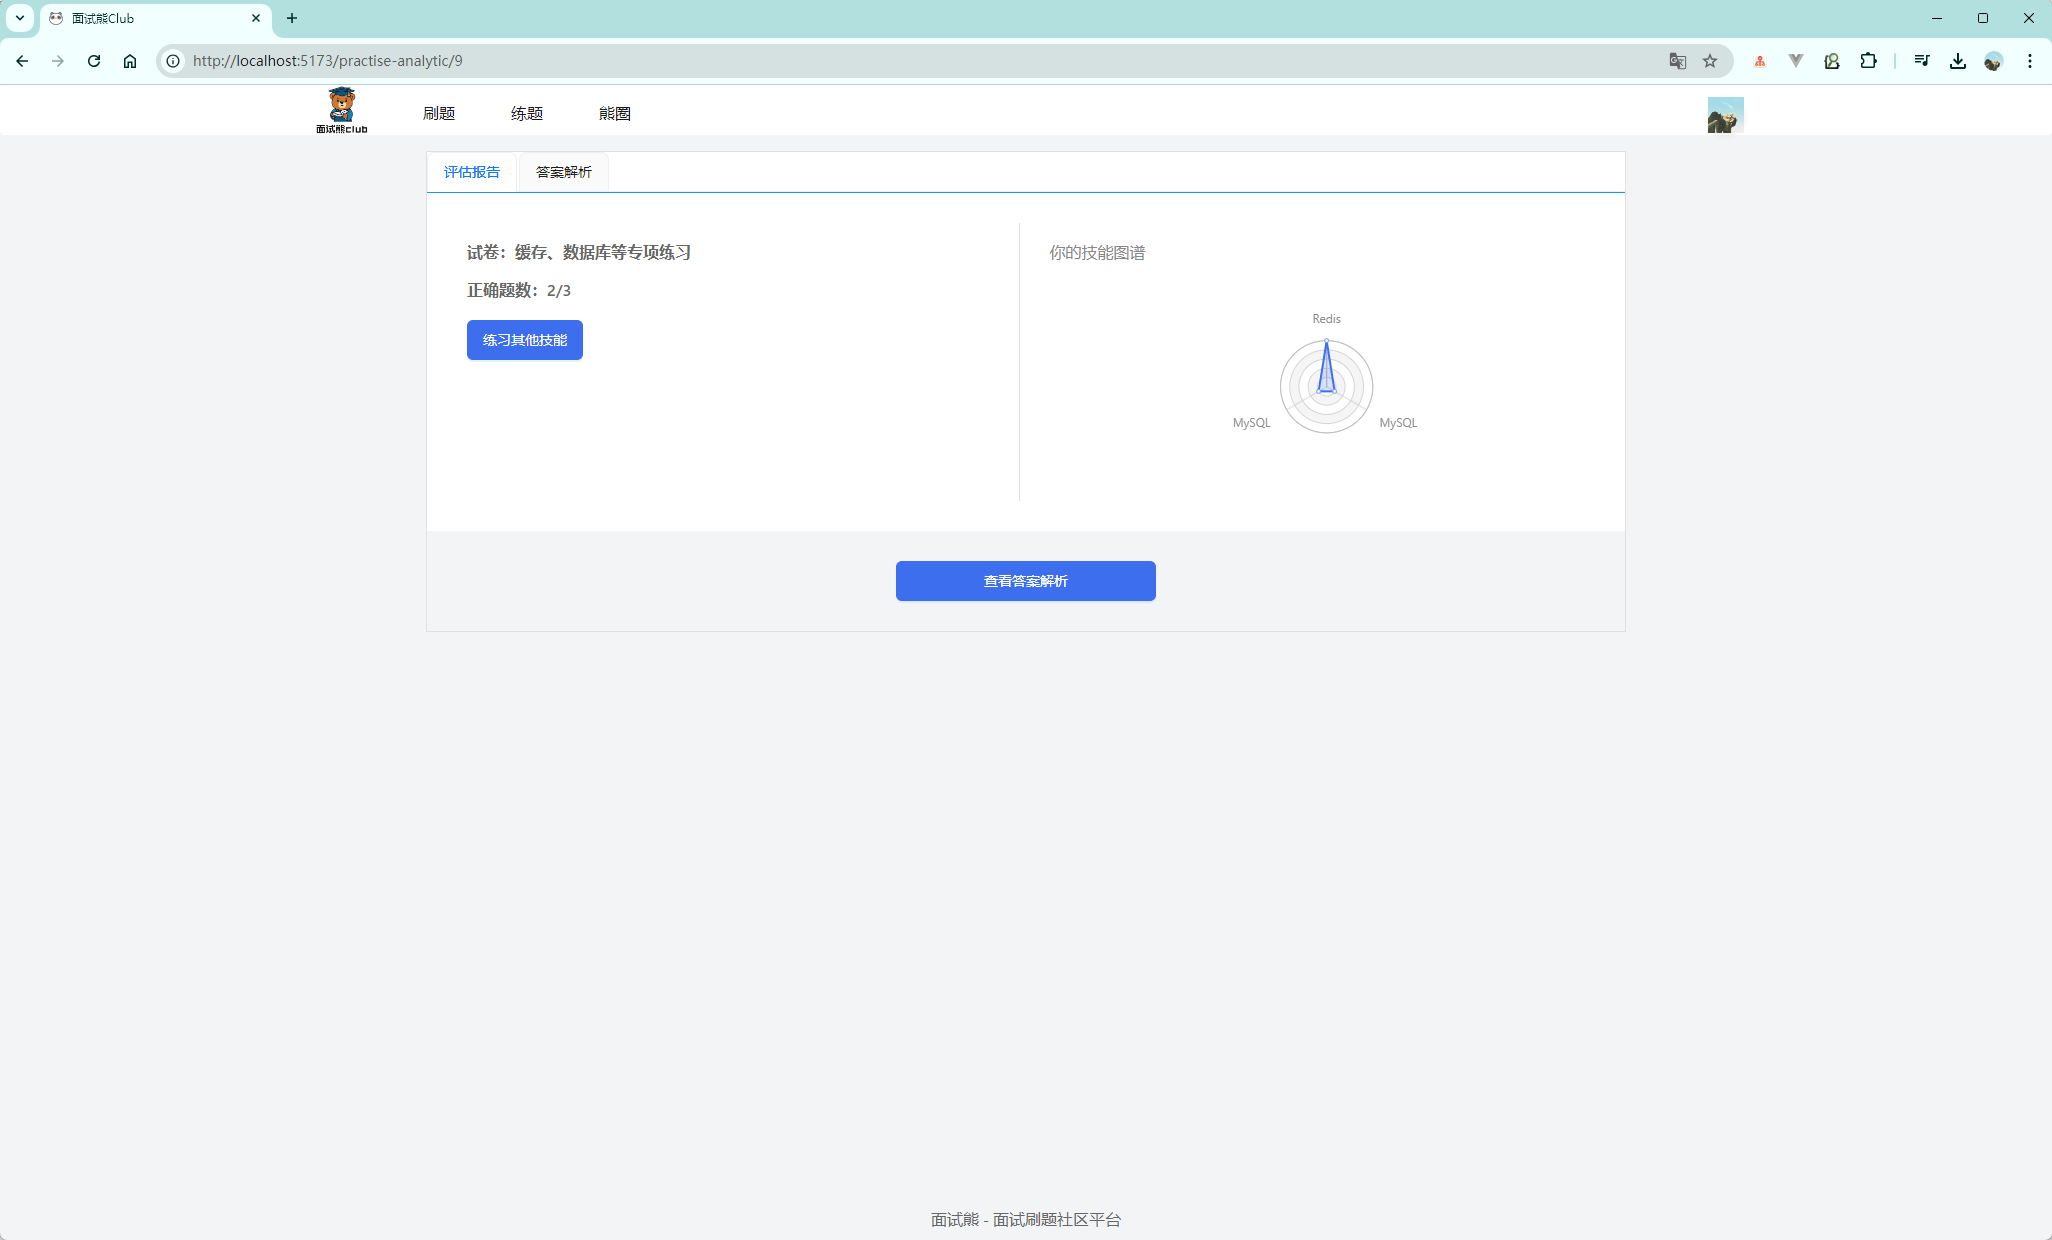 面试熊Club
http://localhost:5173/practise-analytic/9
面试熊club
刷题
练题
熊圈
评估报告
答案解析
试卷：缓存、数据库等专项练习
正确题数：2/3
练习其他技能
你的技能图谱
Redis
MySQL
MySQL
查看答案解析
面试熊 - 面试刷题社区平台